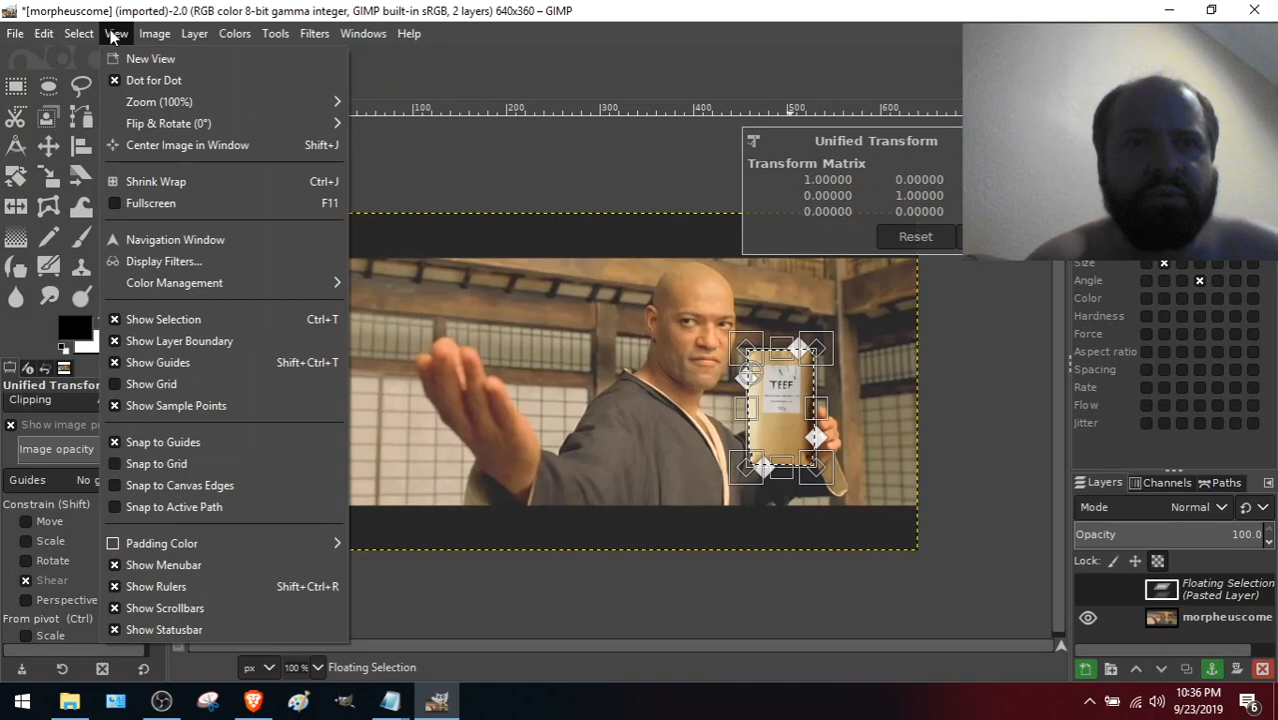 *[morpheuscome] (imported)-2.0 (RGB color 8-bit gamma integer, GIMP built-in sRGB, 2 layers) 640x360 – GIMP
File Edit Select View Image Layer Colors Tools Filters Windows Help
New View
Dot for Dot
Zoom (100%)
Flip & Rotate (0°)
Center Image in Window Shift+J
Shrink Wrap Ctrl+J
Fullscreen F11
Navigation Window
Display Filters...
Color Management
Show Selection Ctrl+T
Show Layer Boundary
Show Guides Shift+Ctrl+T
Show Grid
Show Sample Points
Snap to Guides
Snap to Grid
Snap to Canvas Edges
Snap to Active Path
Padding Color
Show Menubar
Show Rulers Shift+Ctrl+R
Show Scrollbars
Show Statusbar
100 200 300 400 500 600
Unified Transform
Transform Matrix
1.00000 0.00000
0.00000 1.00000
0.00000 0.00000
Reset
TEEF
Unified Transfor
Clipping
Show image p
Image opacity
Guides No g
Constrain (Shift)
Move
Scale
Rotate
Shear
Perspective
From pivot (Ctrl)
Scale
Size
Angle
Color
Hardness
Force
Aspect ratio
Spacing
Rate
Flow
Jitter
Layers Channels Paths
Mode Normal
Opacity 100.0
Lock:
Floating Selection
(Pasted Layer)
morpheuscome
px 100 % Floating Selection
10:36 PM
9/23/2019
6